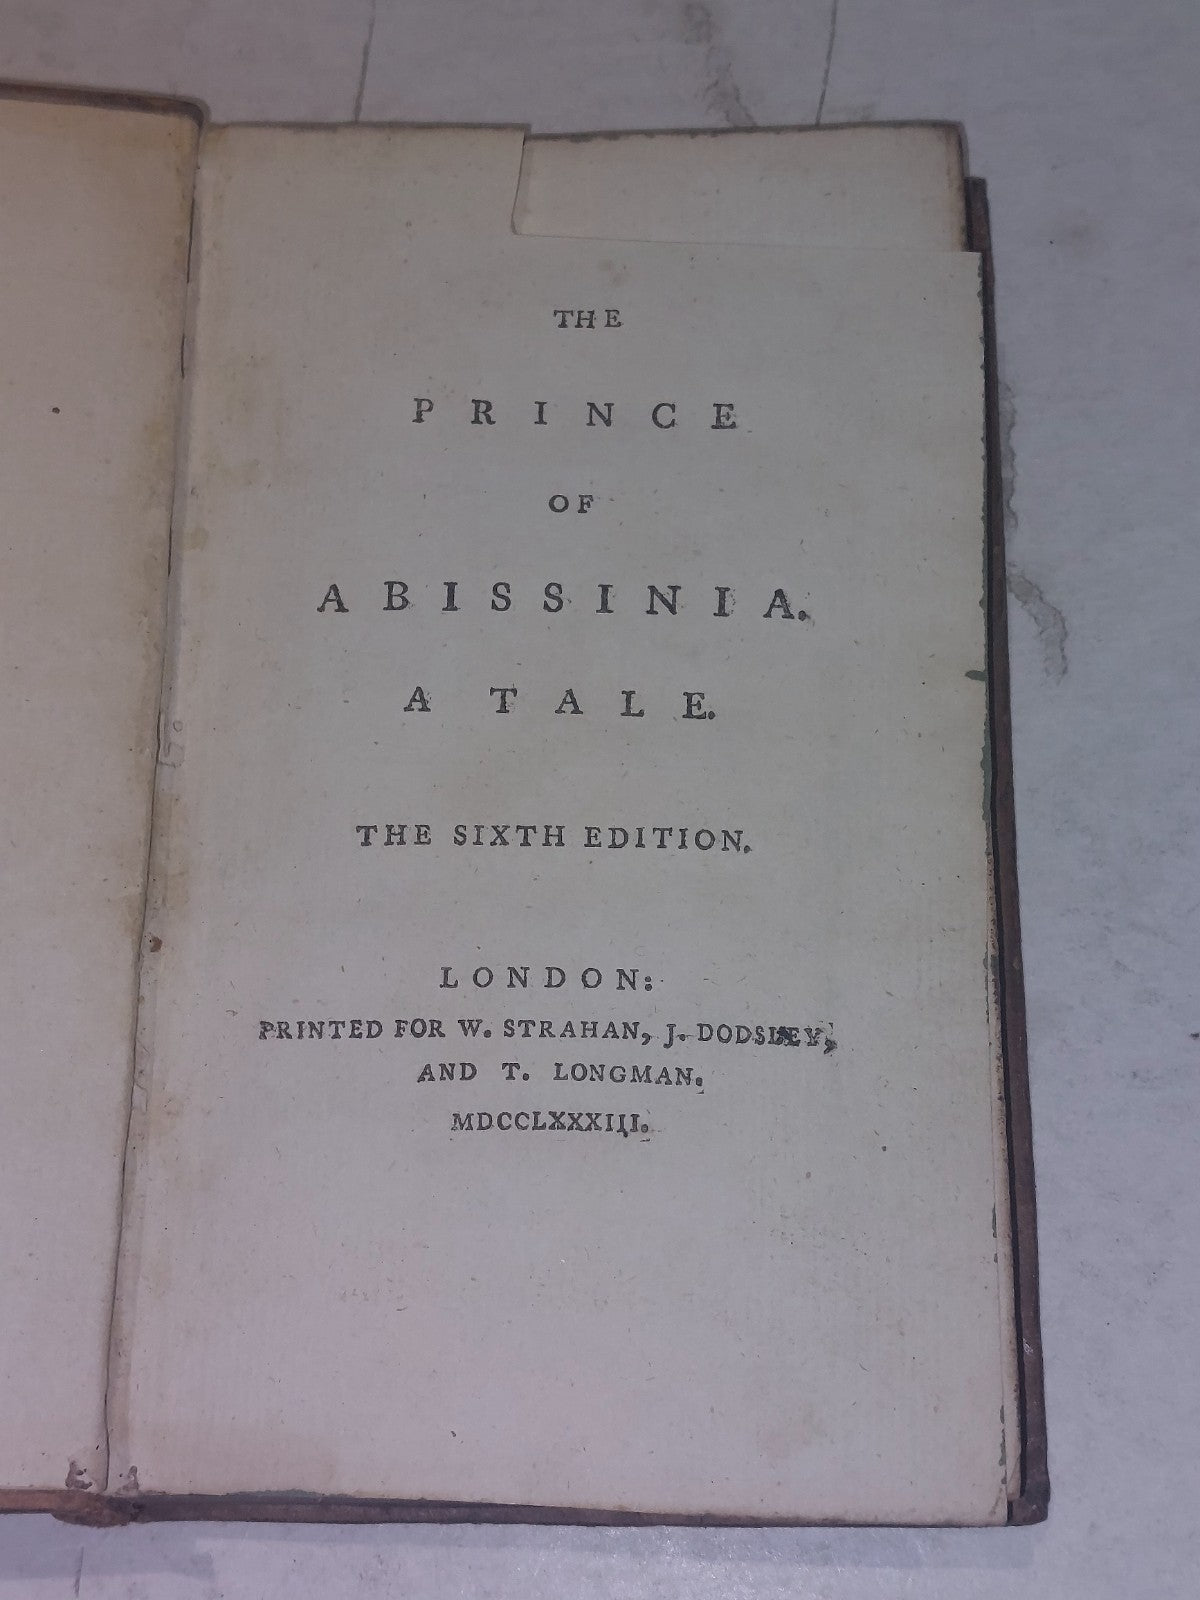 THE
PRINCE
OF
ABISSINIA.
A TALE.
THE SIXTH EDITION.
LONDON:
PRINTED FOR W. STRAHAN, J. DODSLEY,
AND T. LONGMAN.
MDCCLXXXIII.